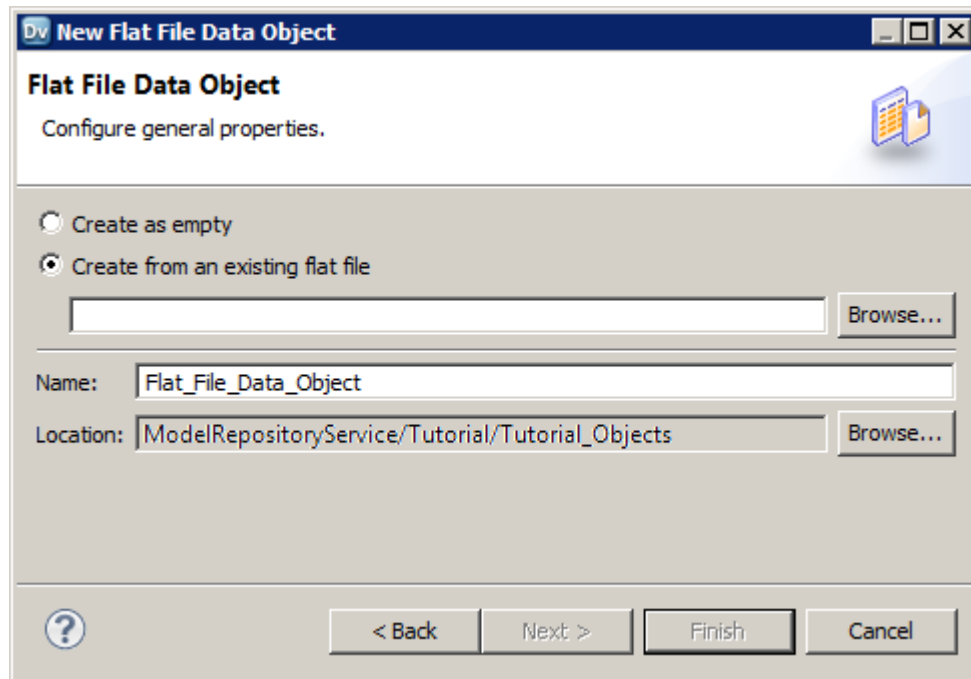 Dv New Flat File Data Object
Flat File Data Object
Configure general properties.
Create as empty
Create from an existing flat file
Browse...
Name: Flat_File_Data_Object
Location: ModelRepositoryService/Tutorial/Tutorial_Objects Browse...
? < Back Next > Finish Cancel